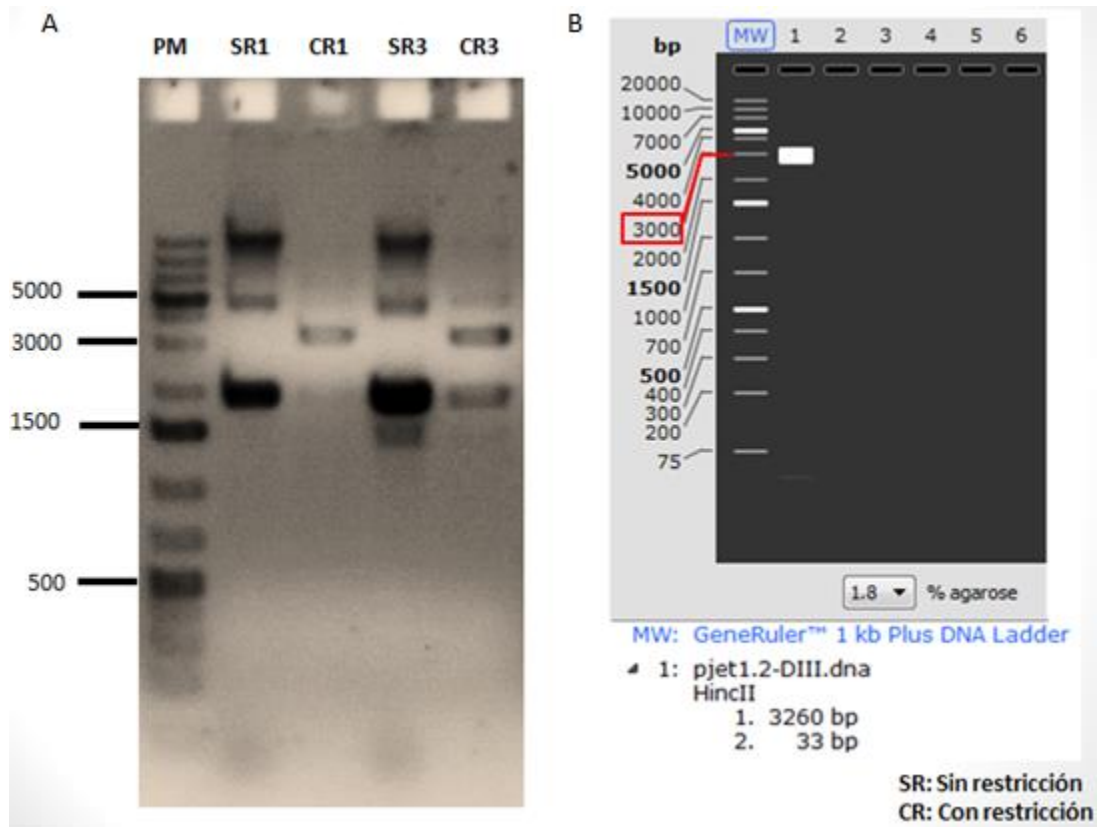 A
PM SR1 CR1 SR3 CR3
5000
3000
1500
500
B
bp
MW 1 2 3 4 5 6
20000
10000
7000
5000
4000
3000
2000
1500
1000
700
500
400
300
200
75
1.8 % agarose
MW: GeneRuler™ 1 kb Plus DNA Ladder
1: pjet1.2-DIII.dna
HincII
1. 3260 bp
2. 33 bp
SR: Sin restricción
CR: Con restricción